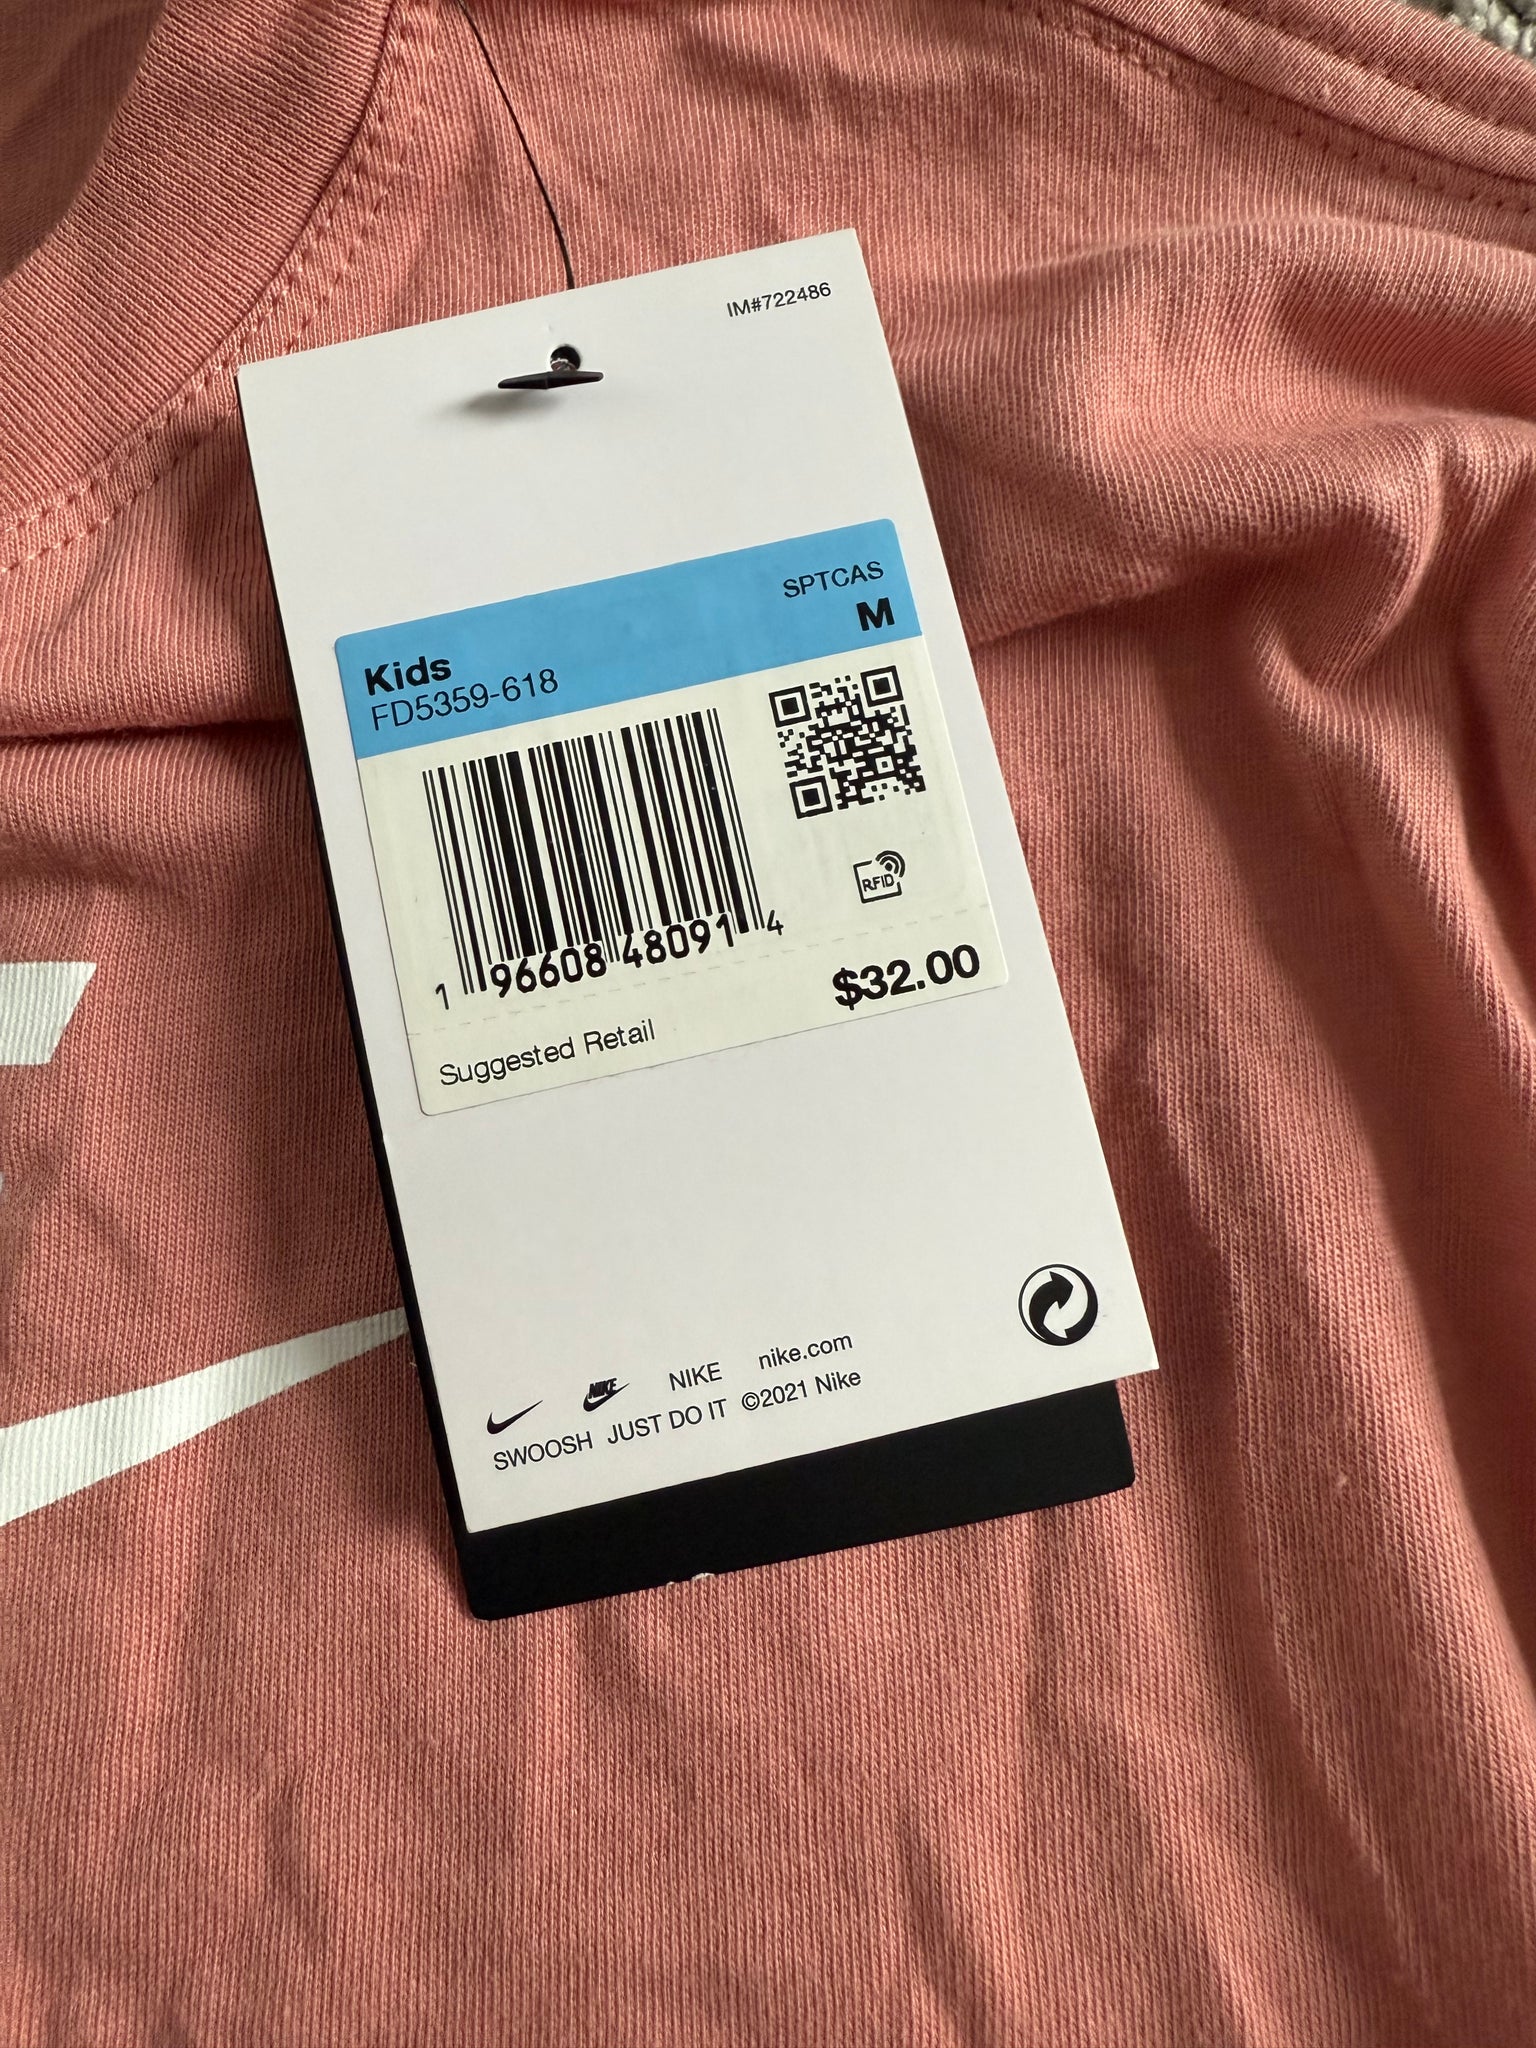 IM#722486
SPTCAS
M
Kids
FD5359-618
RFID
1 96608 48091 4
$32.00
Suggested Retail
NIKE NIKE nike.com
SWOOSH JUST DO IT ©2021 Nike